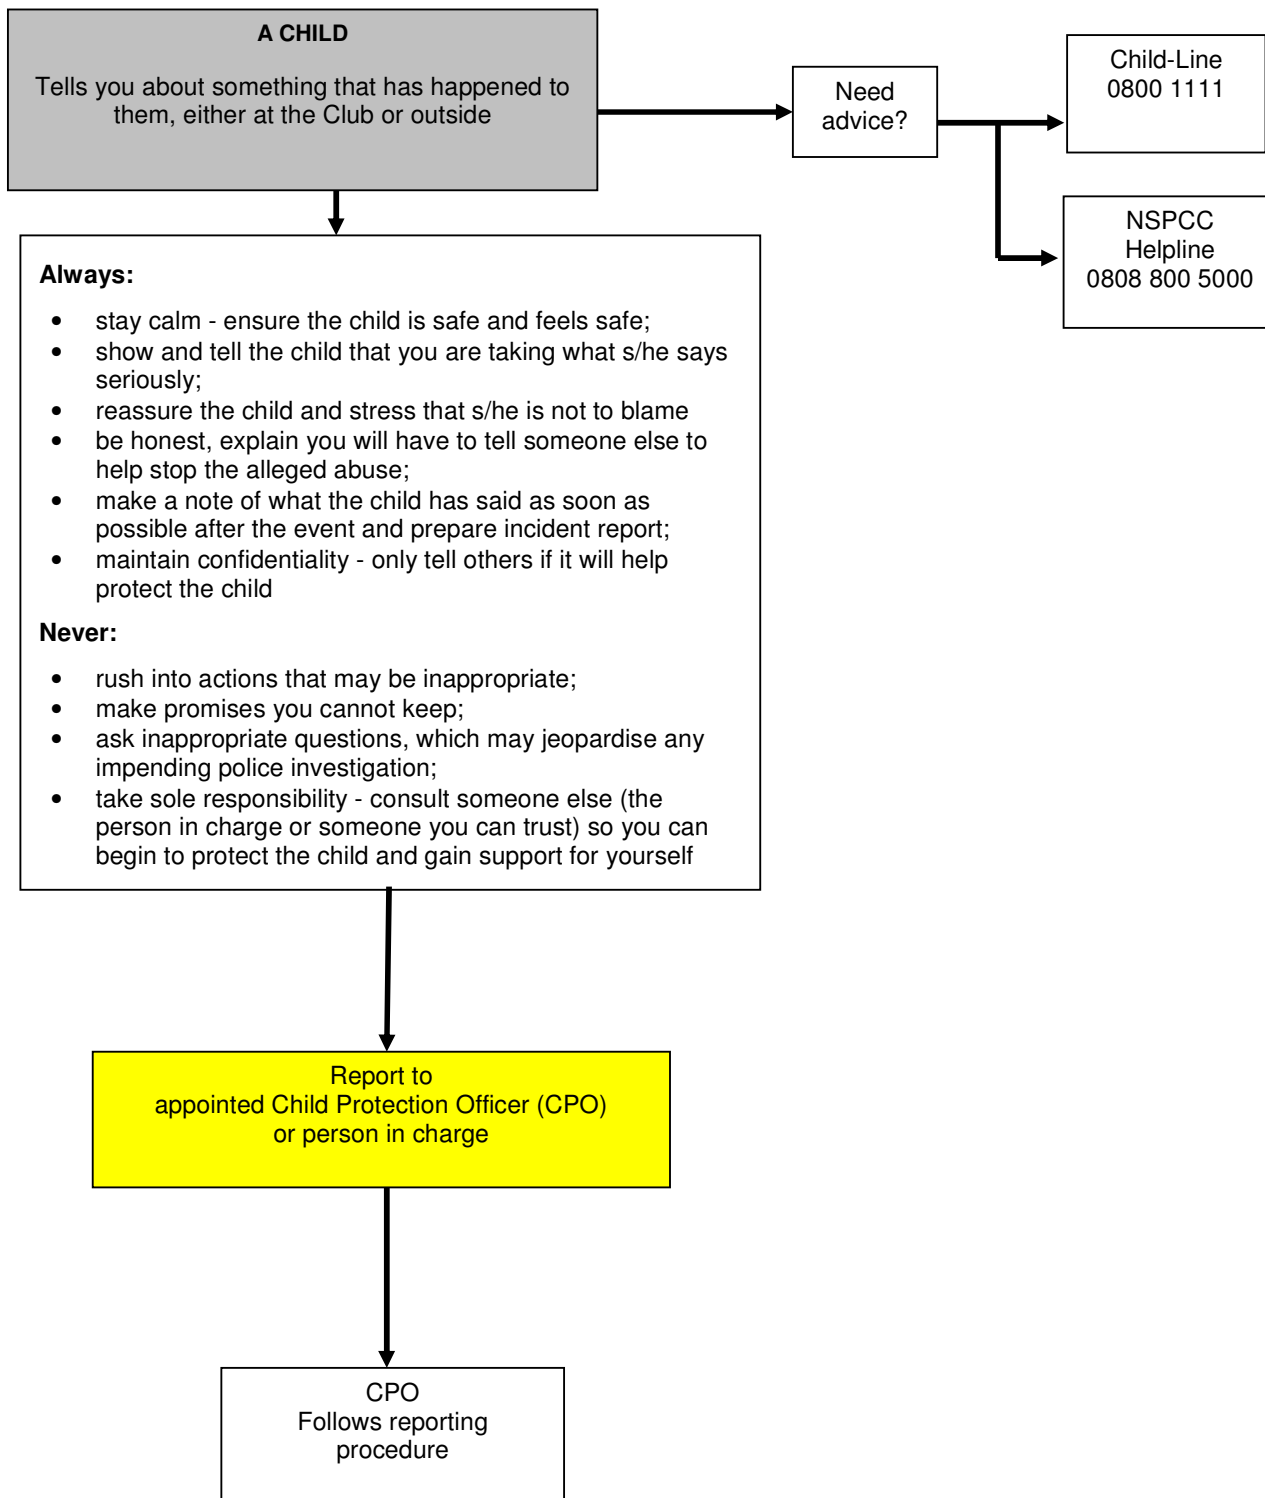 A CHILD
Tells you about something that has happened to
them, either at the Club or outside
Need
advice?
Child-Line
0800 1111
NSPCC
Helpline
0808 800 5000
Always:
• stay calm - ensure the child is safe and feels safe;
• show and tell the child that you are taking what s/he says
seriously;
• reassure the child and stress that s/he is not to blame
• be honest, explain you will have to tell someone else to
help stop the alleged abuse;
• make a note of what the child has said as soon as
possible after the event and prepare incident report;
• maintain confidentiality - only tell others if it will help
protect the child
Never:
• rush into actions that may be inappropriate;
• make promises you cannot keep;
• ask inappropriate questions, which may jeopardise any
impending police investigation;
• take sole responsibility - consult someone else (the
person in charge or someone you can trust) so you can
begin to protect the child and gain support for yourself
Report to
appointed Child Protection Officer (CPO)
or person in charge
CPO
Follows reporting
procedure